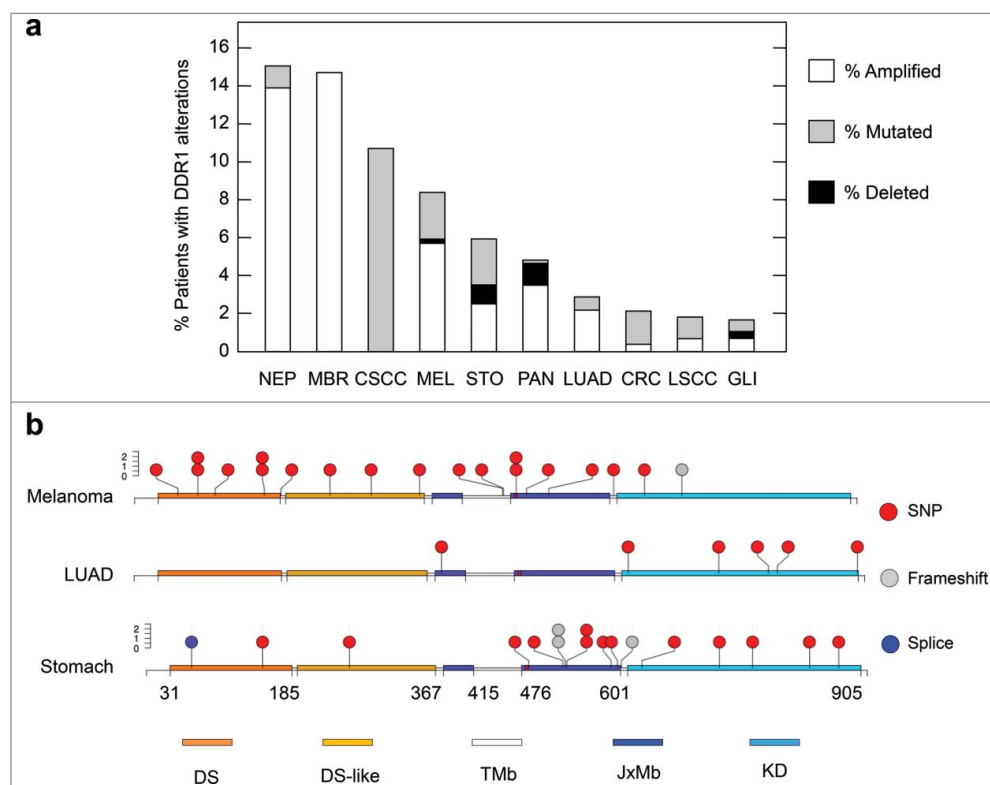 a
% Patients with DDR1 alterations
16
14
12
10
8
6
4
2
0
NEP MBR CSCC MEL STO PAN LUAD CRC LSCC GLI
% Amplified
% Mutated
% Deleted
b
2
1
0
Melanoma
SNP
LUAD
Frameshift
2
1
0
Splice
Stomach
31 185 367 415 476 601 905
DS DS-like TMb JxMb KD